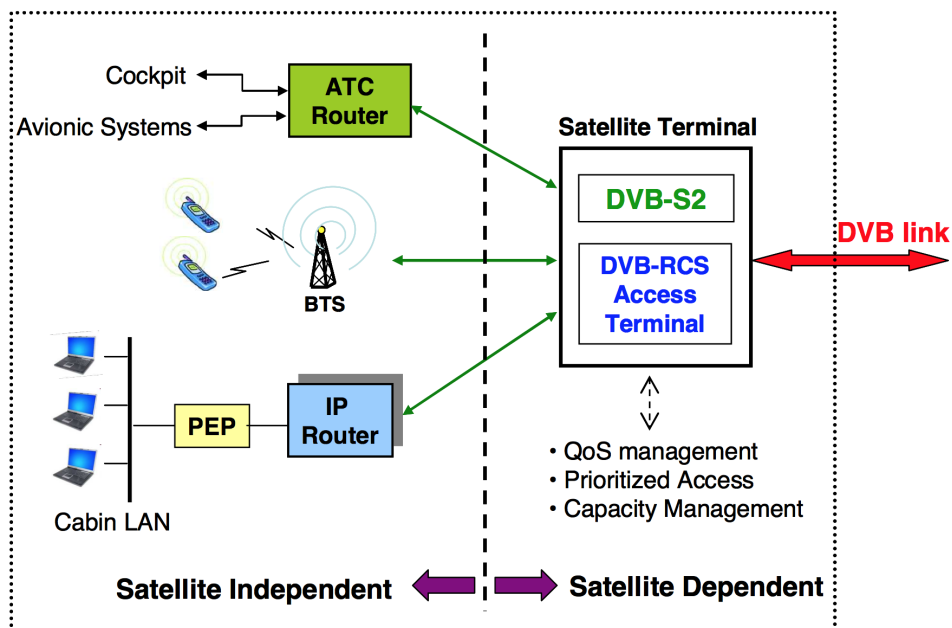 Cockpit
Avionic Systems
ATC
Router
BTS
Cabin LAN
PEP
IP
Router
Satellite Terminal
DVB-S2
DVB-RCS
Access
Terminal
DVB link
• QoS management
• Prioritized Access
• Capacity Management
Satellite Independent
Satellite Dependent